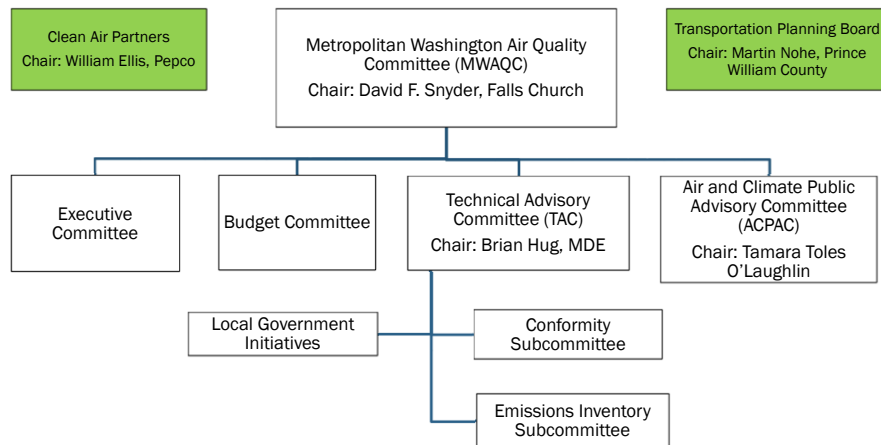 Clean Air Partners
Chair: William Ellis, Pepco
Metropolitan Washington Air Quality
Committee (MWAQC)
Chair: David F. Snyder, Falls Church
Transportation Planning Board
Chair: Martin Nohe, Prince
William County
Executive
Committee
Budget Committee
Technical Advisory
Committee (TAC)
Chair: Brian Hug, MDE
Air and Climate Public
Advisory Committee
(ACPAC)
Chair: Tamara Toles
O’Laughlin
Local Government
Initiatives
Conformity
Subcommittee
Emissions Inventory
Subcommittee